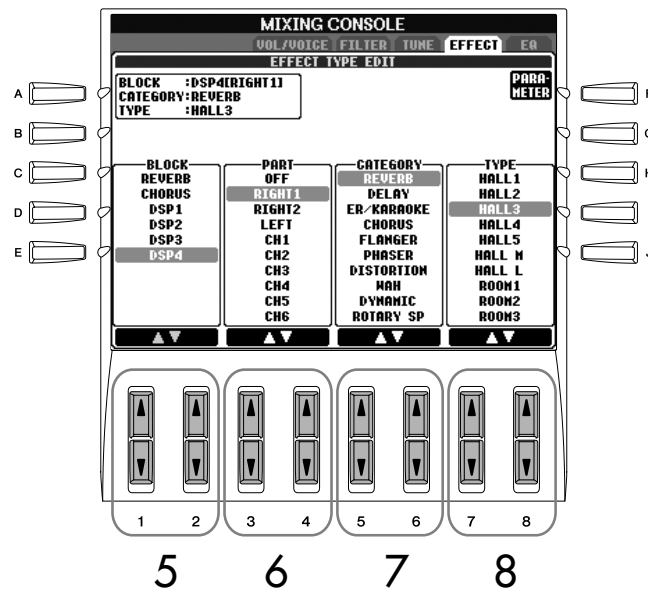 MIXING CONSOLE
VOL/VOICE FILTER TUNE EFFECT EQ
EFFECT TYPE EDIT
BLOCK :DSP4[RIGHT1]
CATEGORY:REVERB
TYPE :HALL3
PARA-
METER
A
B
C
D
E
BLOCK
REVERB
CHORUS
DSP1
DSP2
DSP3
DSP4
PART
OFF
RIGHT1
RIGHT2
LEFT
CH1
CH2
CH3
CH4
CH5
CH6
CATEGORY
REVERB
DELAY
ER/KARAOKE
CHORUS
FLANGER
PHASER
DISTORTION
WAH
DYNAMIC
ROTARY SP
TYPE
HALL1
HALL2
HALL3
HALL4
HALL5
HALL M
HALL L
ROOM1
ROOM2
ROOM3
1 2 3 4 5 6 7 8
5 6 7 8